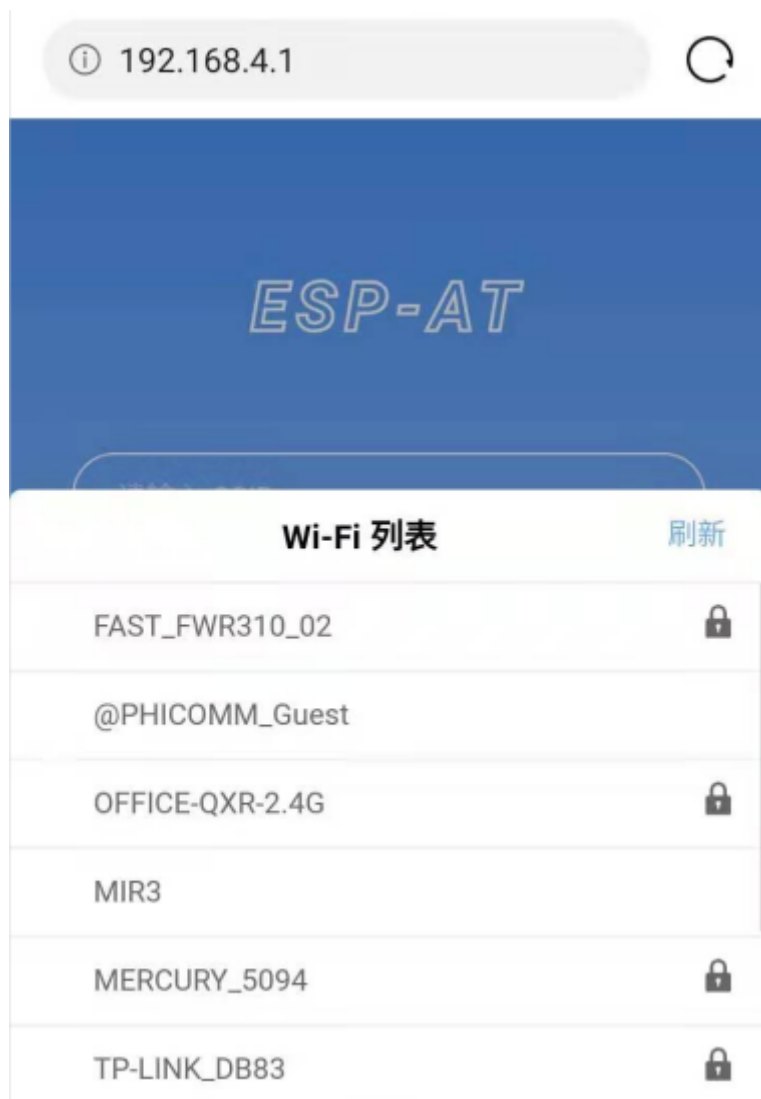 192.168.4.1
ESP-AT
Wi-Fi 列表
刷新
FAST_FWR310_02
@PHICOMM_Guest
OFFICE-QXR-2.4G
MIR3
MERCURY_5094
TP-LINK_DB83